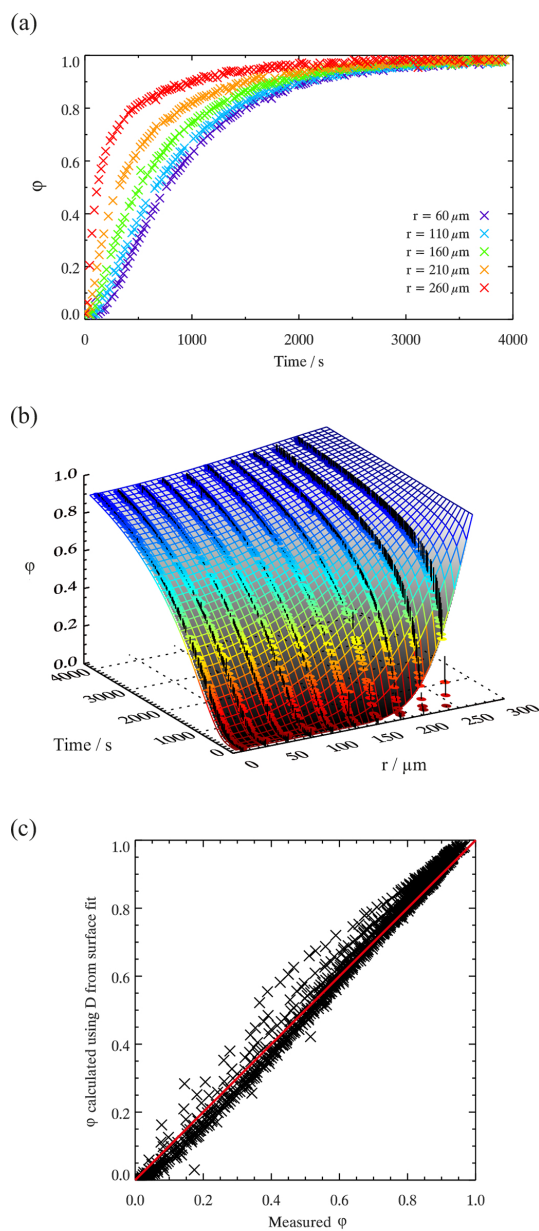 (a)
1.0
0.8
0.6
0.4
0.2
0.0
φ
r = 60 μm
r = 110 μm
r = 160 μm
r = 210 μm
r = 260 μm
0 1000 2000 3000 4000
Time / s
(b)
1.0
0.8
0.6
0.4
0.2
0.0
φ
4000
3000
2000
1000
0
Time / s
0 50 100 150 200 250 300
r / μm
(c)
φ calculated using D from surface fit
1.0
0.8
0.6
0.4
0.2
0.0
0.0 0.2 0.4 0.6 0.8 1.0
Measured φ